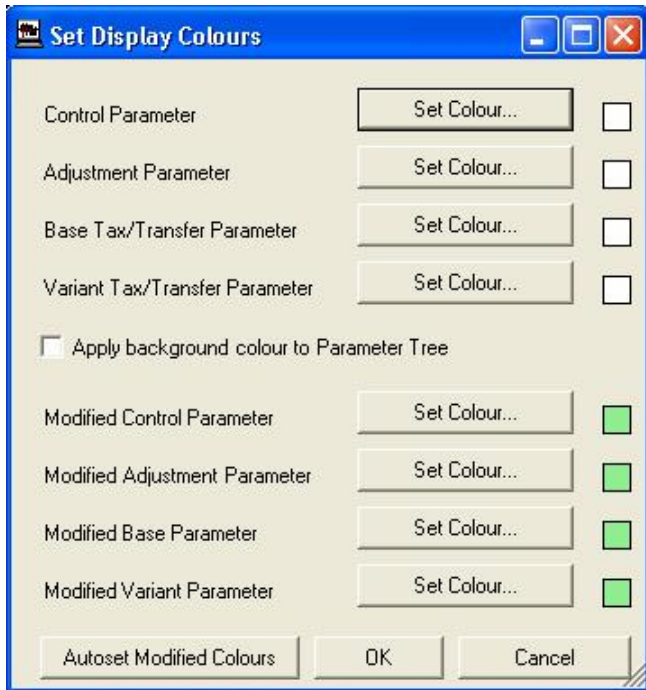 Set Display Colours
Control Parameter Set Colour...
Adjustment Parameter Set Colour...
Base Tax/Transfer Parameter Set Colour...
Variant Tax/Transfer Parameter Set Colour...
Apply background colour to Parameter Tree
Modified Control Parameter Set Colour...
Modified Adjustment Parameter Set Colour...
Modified Base Parameter Set Colour...
Modified Variant Parameter Set Colour...
Autoset Modified Colours OK Cancel